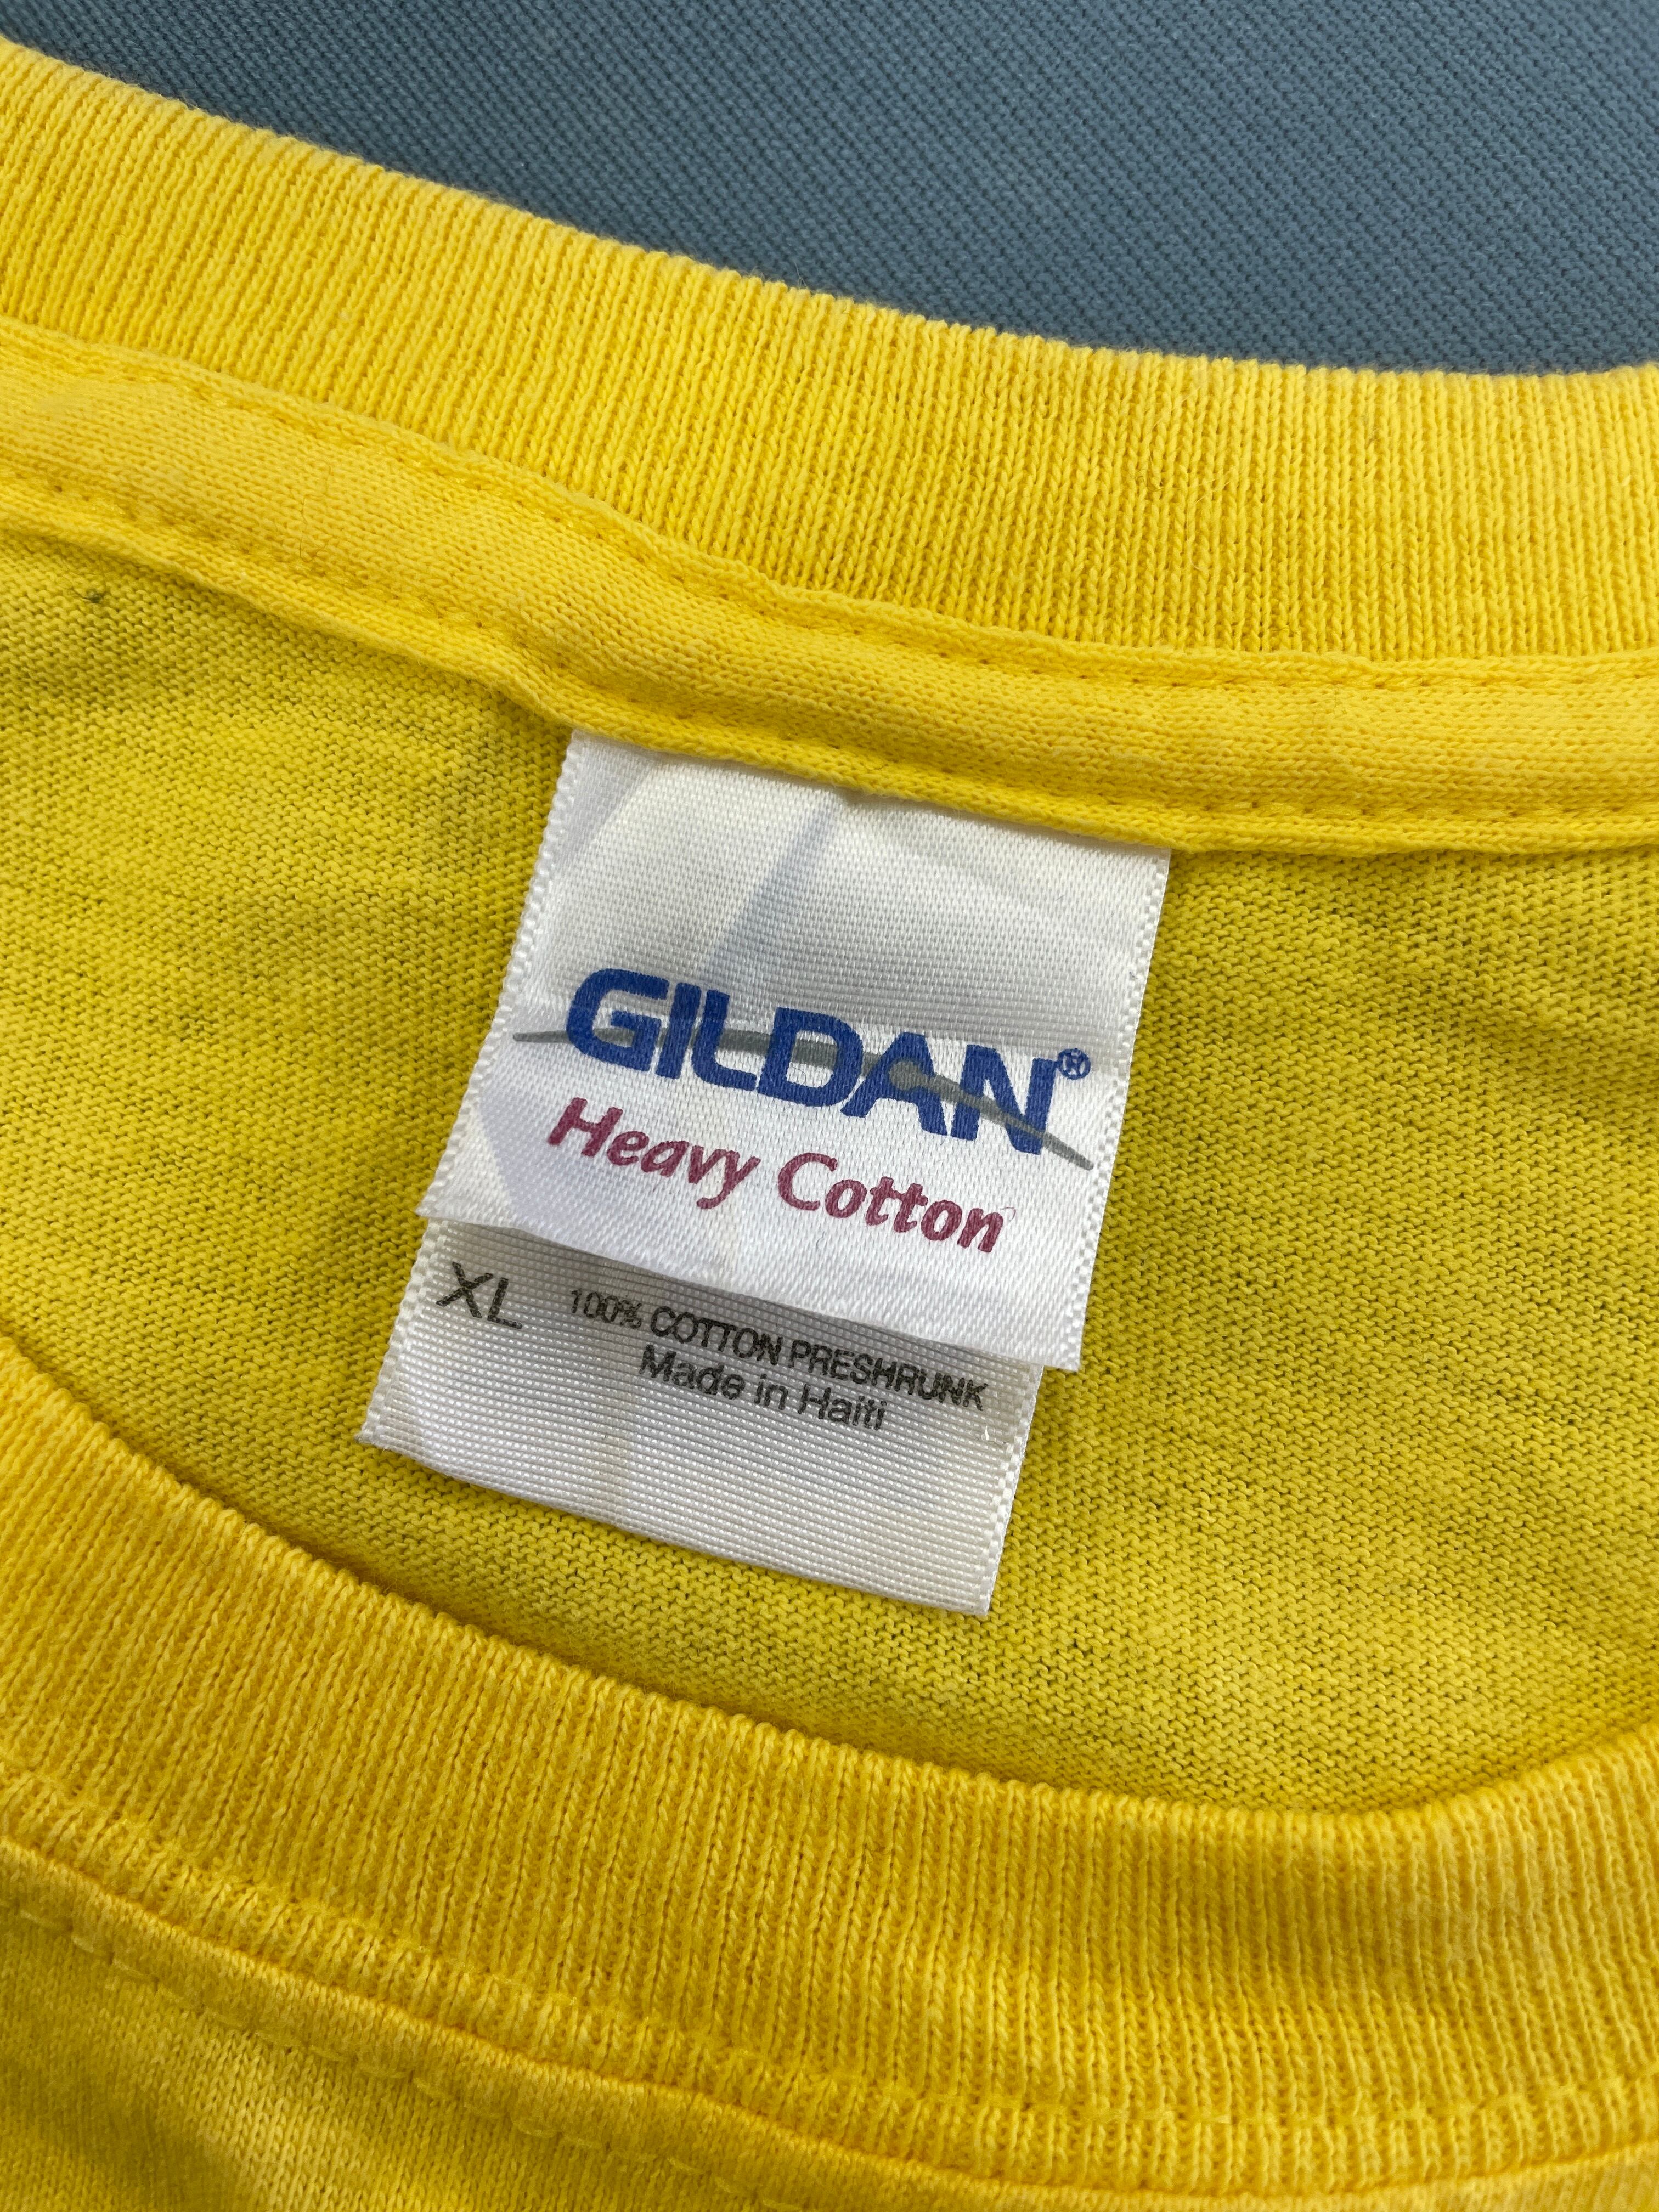 GILDAN®
Heavy Cotton
XL 100% COTTON PRESHRUNK
Made in Haiti